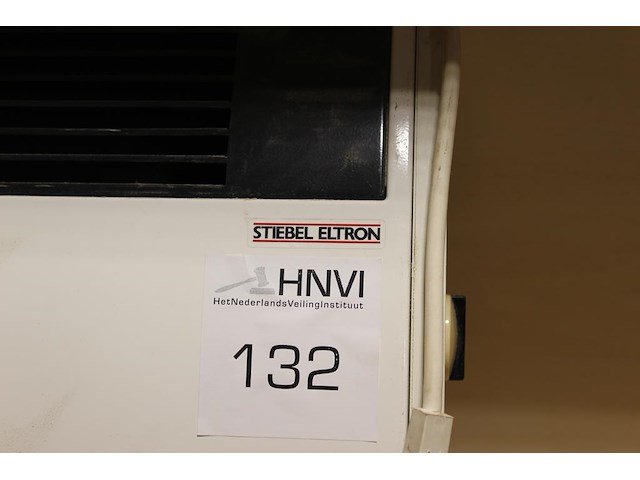 STIEBEL ELTRON
HNVI
HetNederlandsVeilingInstituut
132